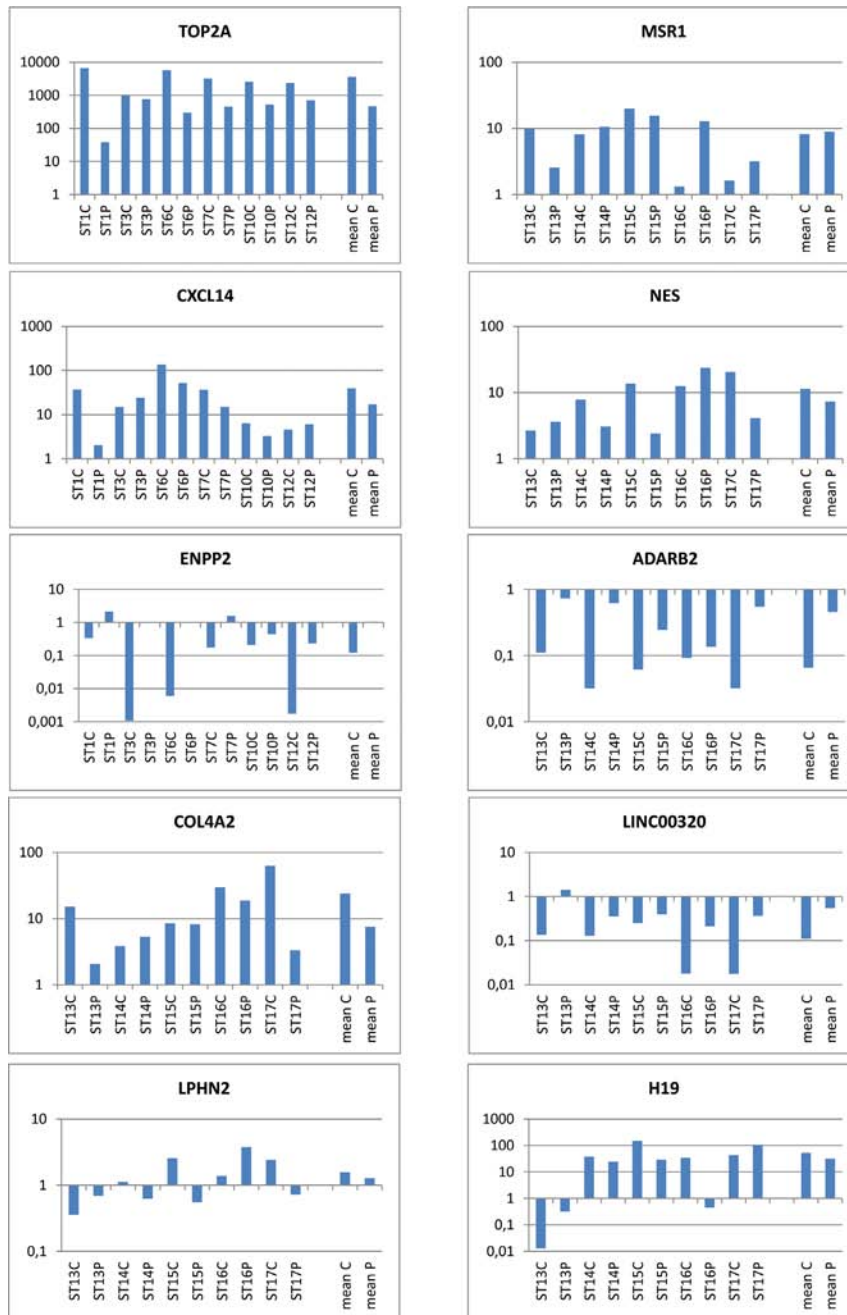 TOP2A
10000
1000
100
10
1
ST1C ST1P ST3C ST3P ST6C ST6P ST7C ST7P ST10C ST10P ST12C ST12P mean C mean P
MSR1
100
10
1
ST13C ST13P ST14C ST14P ST15C ST15P ST16C ST16P ST17C ST17P mean C mean P
CXCL14
1000
100
10
1
ST1C ST1P ST3C ST3P ST6C ST6P ST7C ST7P ST10C ST10P ST12C ST12P mean C mean P
NES
100
10
1
ST13C ST13P ST14C ST14P ST15C ST15P ST16C ST16P ST17C ST17P mean C mean P
ENPP2
10
1
0,1
0,01
0,001
ST1C ST1P ST3C ST3P ST6C ST6P ST7C ST7P ST10C ST10P ST12C ST12P mean C mean P
ADARB2
1
0,1
0,01
ST13C ST13P ST14C ST14P ST15C ST15P ST16C ST16P ST17C ST17P mean C mean P
COL4A2
100
10
1
ST13C ST13P ST14C ST14P ST15C ST15P ST16C ST16P ST17C ST17P mean C mean P
LINC00320
10
1
0,1
0,01
ST13C ST13P ST14C ST14P ST15C ST15P ST16C ST16P ST17C ST17P mean C mean P
LPHN2
10
1
0,1
ST13C ST13P ST14C ST14P ST15C ST15P ST16C ST16P ST17C ST17P mean C mean P
H19
1000
100
10
1
0,1
0,01
ST13C ST13P ST14C ST14P ST15C ST15P ST16C ST16P ST17C ST17P mean C mean P